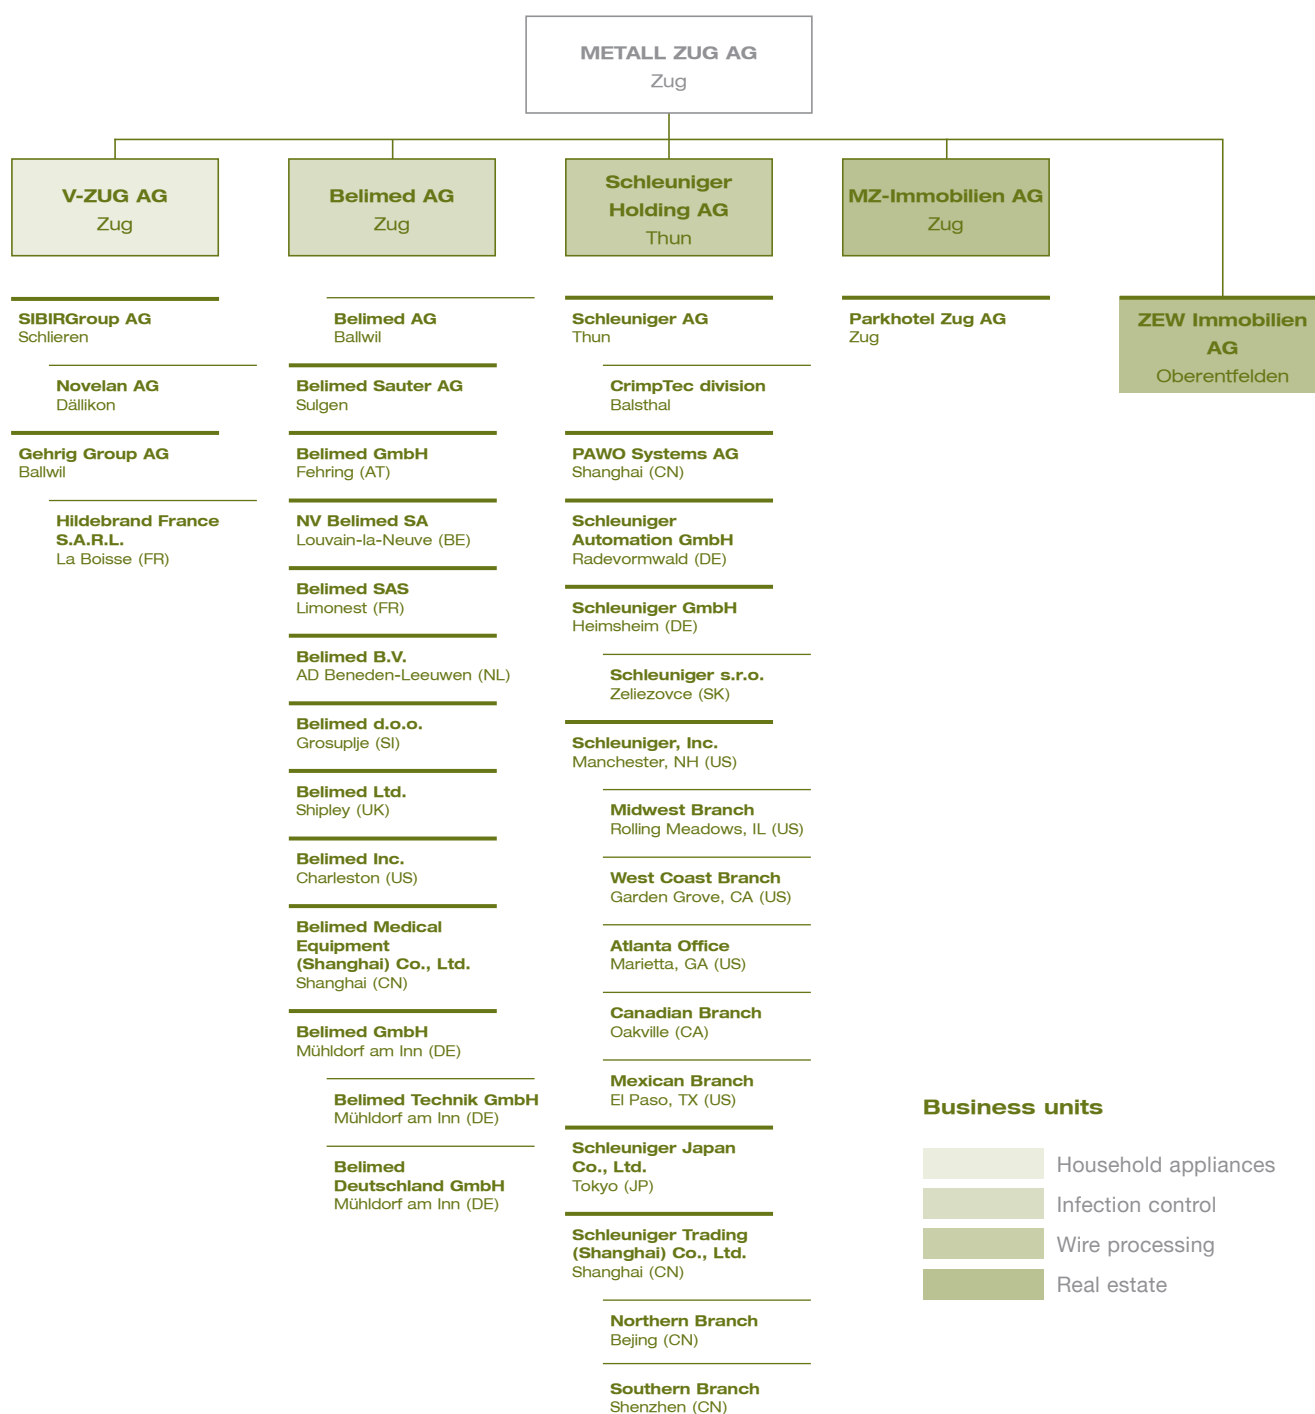 METALL ZUG AG
Zug
V-ZUG AG
Zug
Belimed AG
Zug
Schleuniger
Holding AG
Thun
MZ-Immobilien AG
Zug
SIBIRGroup AG
Schlieren
Novelan AG
Dällikon
Gehrig Group AG
Ballwil
Hildebrand France
S.A.R.L.
La Boisse (FR)
Belimed AG
Ballwil
Belimed Sauter AG
Sulgen
Belimed GmbH
Fehring (AT)
NV Belimed SA
Louvain-la-Neuve (BE)
Belimed SAS
Limonest (FR)
Belimed B.V.
AD Beneden-Leeuwen (NL)
Belimed d.o.o.
Grosuplje (SI)
Belimed Ltd.
Shipley (UK)
Belimed Inc.
Charleston (US)
Belimed Medical
Equipment
(Shanghai) Co., Ltd.
Shanghai (CN)
Belimed GmbH
Mühldorf am Inn (DE)
Belimed Technik GmbH
Mühldorf am Inn (DE)
Belimed
Deutschland GmbH
Mühldorf am Inn (DE)
Schleuniger AG
Thun
CrimpTec division
Balsthal
PAWO Systems AG
Shanghai (CN)
Schleuniger
Automation GmbH
Radevormwald (DE)
Schleuniger GmbH
Heimsheim (DE)
Schleuniger s.r.o.
Zeliezovce (SK)
Schleuniger, Inc.
Manchester, NH (US)
Midwest Branch
Rolling Meadows, IL (US)
West Coast Branch
Garden Grove, CA (US)
Atlanta Office
Marietta, GA (US)
Canadian Branch
Oakville (CA)
Mexican Branch
El Paso, TX (US)
Schleuniger Japan
Co., Ltd.
Tokyo (JP)
Schleuniger Trading
(Shanghai) Co., Ltd.
Shanghai (CN)
Northern Branch
Bejing (CN)
Southern Branch
Shenzhen (CN)
Parkhotel Zug AG
Zug
ZEW Immobilien
AG
Oberentfelden
Business units
Household appliances
Infection control
Wire processing
Real estate